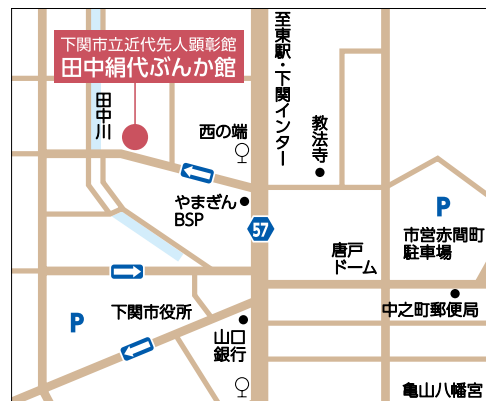 下関市立近代先人顕彰館
田中絹代ぶんか館
至東駅・下関インター
田中川
西の端
教法寺
やまぎん
BSP
57
P
市営赤間町
駐車場
唐戸
ドーム
下関市役所
中之町郵便局
P
山口
銀行
亀山八幡宮